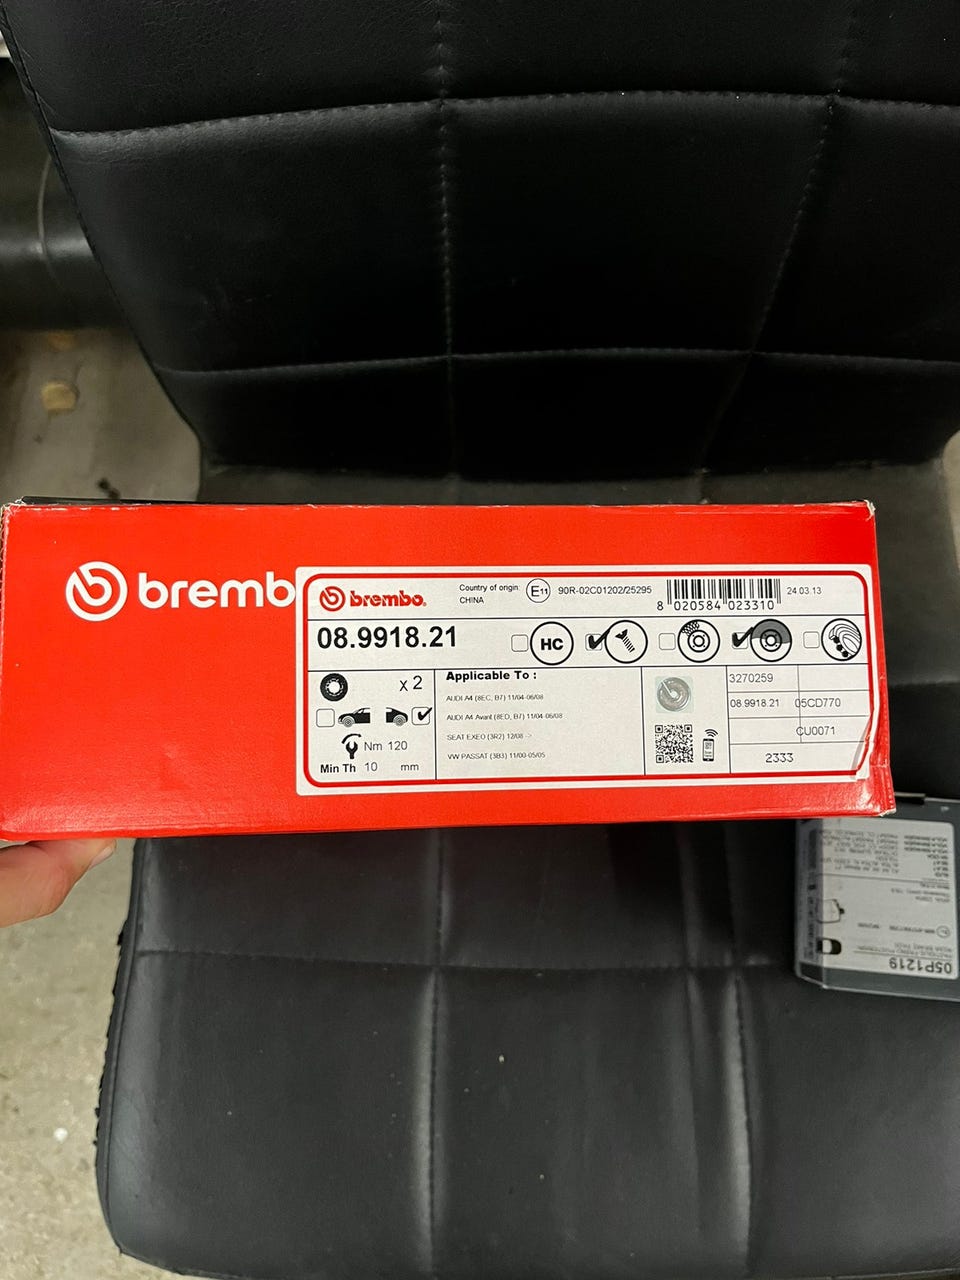 bremb
brembo.
Country of origin:
CHINA
E11
90R-02C01202/25295
8 020584 023310
24.03.13
08.9918.21
HC
x 2
Nm 120
Min Th 10 mm
Applicable To :
AUDI A4 (8EC, B7) 11/04-06/08
AUDI A4 Avant (8ED, B7) 11/04-06/08
SEAT EXEO (3R2) 12/08 ->
VW PASSAT (3B3) 11/00-05/05
3270259
08.9918.21 05CD770
CU0071
2333
05P1219